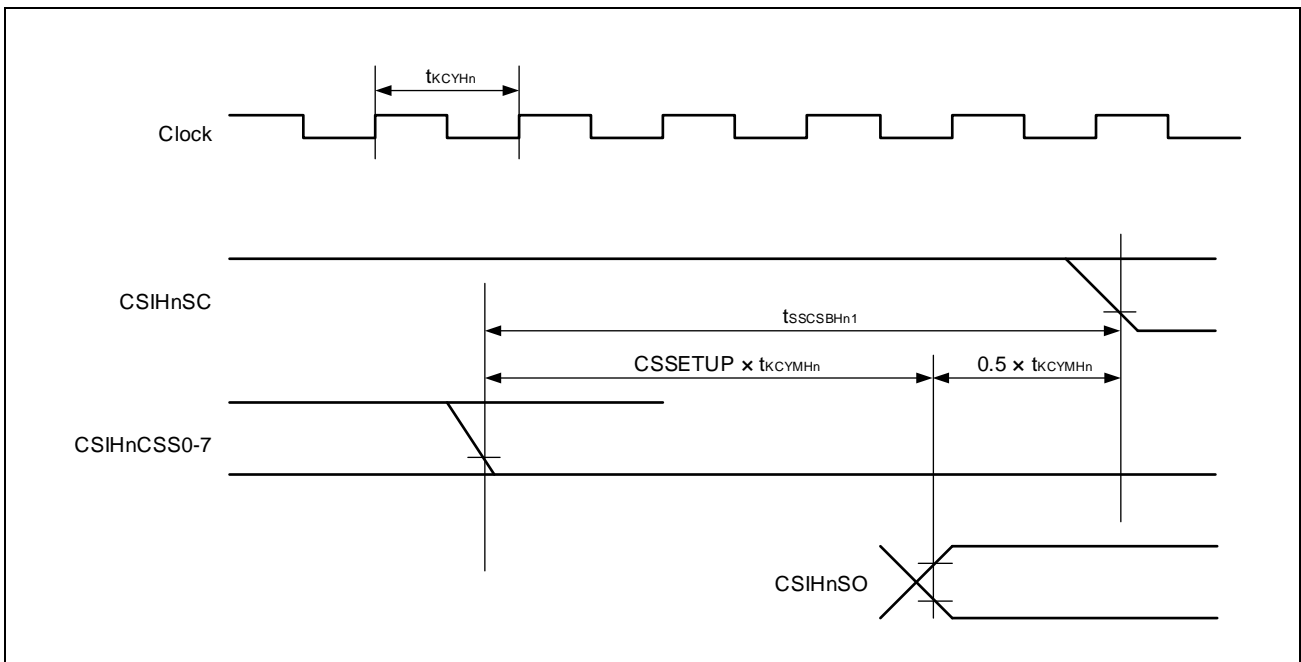 tKCYHn
Clock
CSIHnSC
tSSCSBHn1
CSSETUP × tKCYMHn
0.5 × tKCYMHn
CSIHnCSS0-7
CSIHnSO